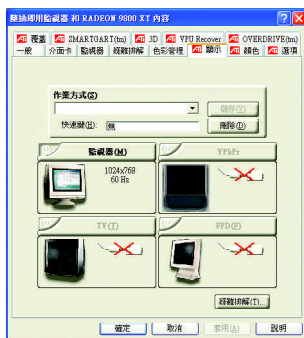 隨插即用監視器 和 RADEON 9800 XT 內容
覆蓋 SMARTGART(tm) 3D VPU Recover OVERDRIVE(tm)
一般 介面卡 監視器 疑難排解 色彩管理 顯示 顏色 選項
作業方式(S)
儲存(V)
快速鍵(H): 無 刪除(D)
監視器(M) YPbPr
1024x768
60 Hz
TV(T) FPD(F)
疑難排解(T)...
確定 取消 套用(A) 說明